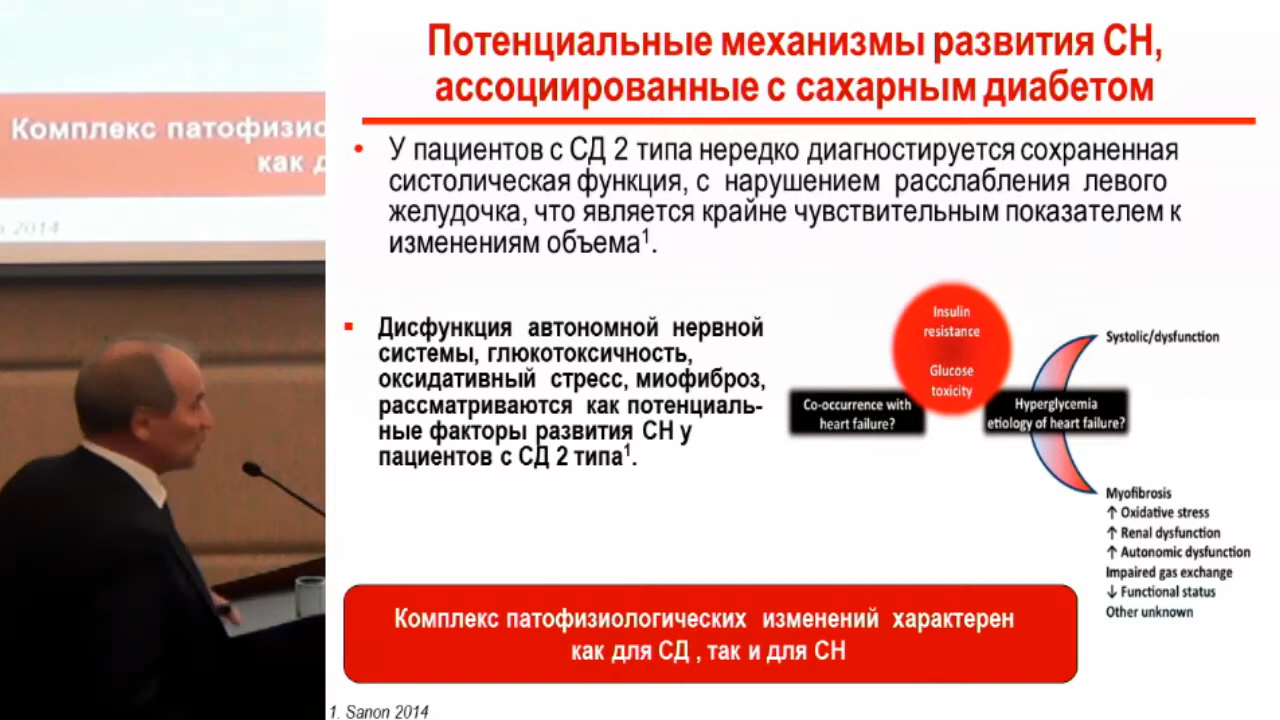 Комплекс патофизио
как д
2014
Потенциальные механизмы развития СН,
ассоциированные с сахарным диабетом
• У пациентов с СД 2 типа нередко диагностируется сохраненная
систолическая функция, с нарушением расслабления левого
желудочка, что является крайне чувствительным показателем к
изменениям объема¹.
▪ Дисфункция автономной нервной
системы, глюкотоксичность,
оксидативный стресс, миофиброз,
рассматриваются как потенциаль-
ные факторы развития СН у
пациентов с СД 2 типа¹.
Insulin
resistance
Glucose
toxicity
Co-occurrence with
heart failure?
Hyperglycemia
etiology of heart failure?
Systolic/dysfunction
Myofibrosis
↑ Oxidative stress
↑ Renal dysfunction
↑ Autonomic dysfunction
Impaired gas exchange
↓ Functional status
Other unknown
Комплекс патофизиологических изменений характерен
как для СД , так и для СН
1. Sanon 2014